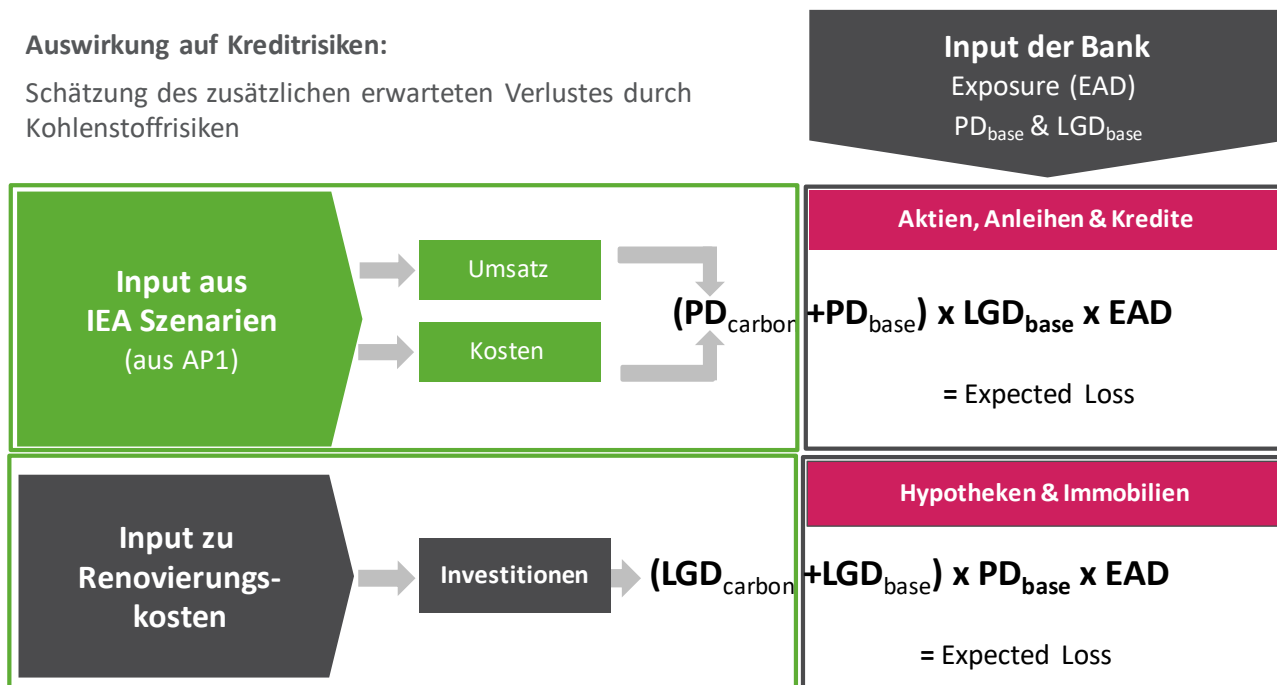 Auswirkung auf Kreditrisiken:
Schätzung des zusätzlichen erwarteten Verlustes durch
Kohlenstoffrisiken
Input der Bank
Exposure (EAD)
PDbase & LGDbase
Input aus
IEA Szenarien
(aus AP1)
Umsatz
Kosten
Aktien, Anleihen & Kredite
(PDcarbon +PDbase) x LGDbase x EAD
= Expected Loss
Input zu
Renovierungs-
kosten
Investitionen
Hypotheken & Immobilien
(LGDcarbon +LGDbase) x PDbase x EAD
= Expected Loss